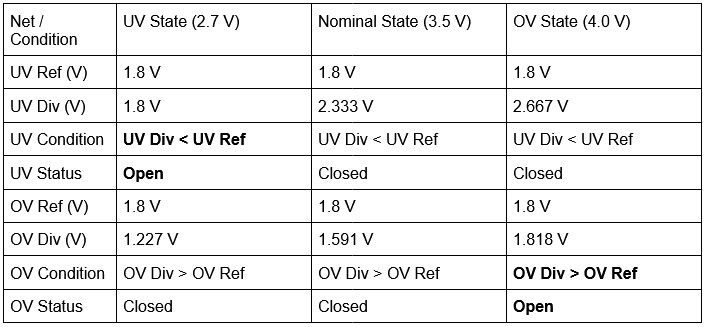 Net / Condition UV State (2.7 V) Nominal State (3.5 V) OV State (4.0 V)
UV Ref (V) 1.8 V 1.8 V 1.8 V
UV Div (V) 1.8 V 2.333 V 2.667 V
UV Condition UV Div < UV Ref UV Div < UV Ref UV Div < UV Ref
UV Status Open Closed Closed
OV Ref (V) 1.8 V 1.8 V 1.8 V
OV Div (V) 1.227 V 1.591 V 1.818 V
OV Condition OV Div > OV Ref OV Div > OV Ref OV Div > OV Ref
OV Status Closed Closed Open